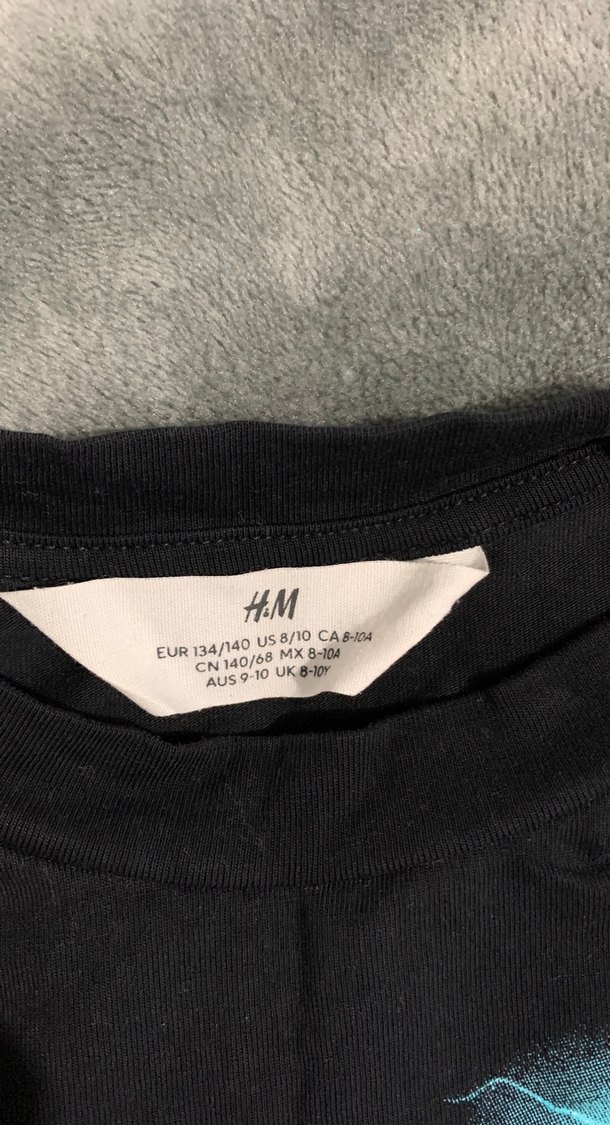 H&M
EUR 134/140 US 8/10 CA 8-10A
CN 140/68 MX 8-10A
AUS 9-10 UK 8-10Y